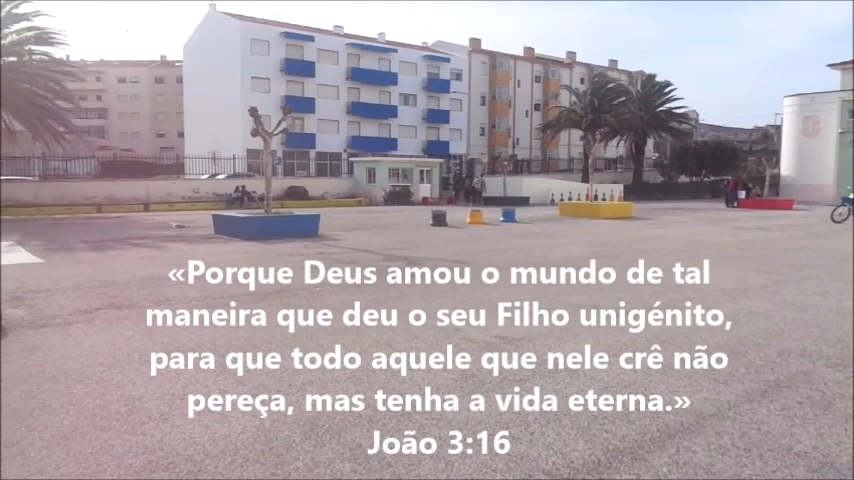 «Porque Deus amou o mundo de tal
maneira que deu o seu Filho unigénito,
para que todo aquele que nele crê não
pereça, mas tenha a vida eterna.»
João 3:16